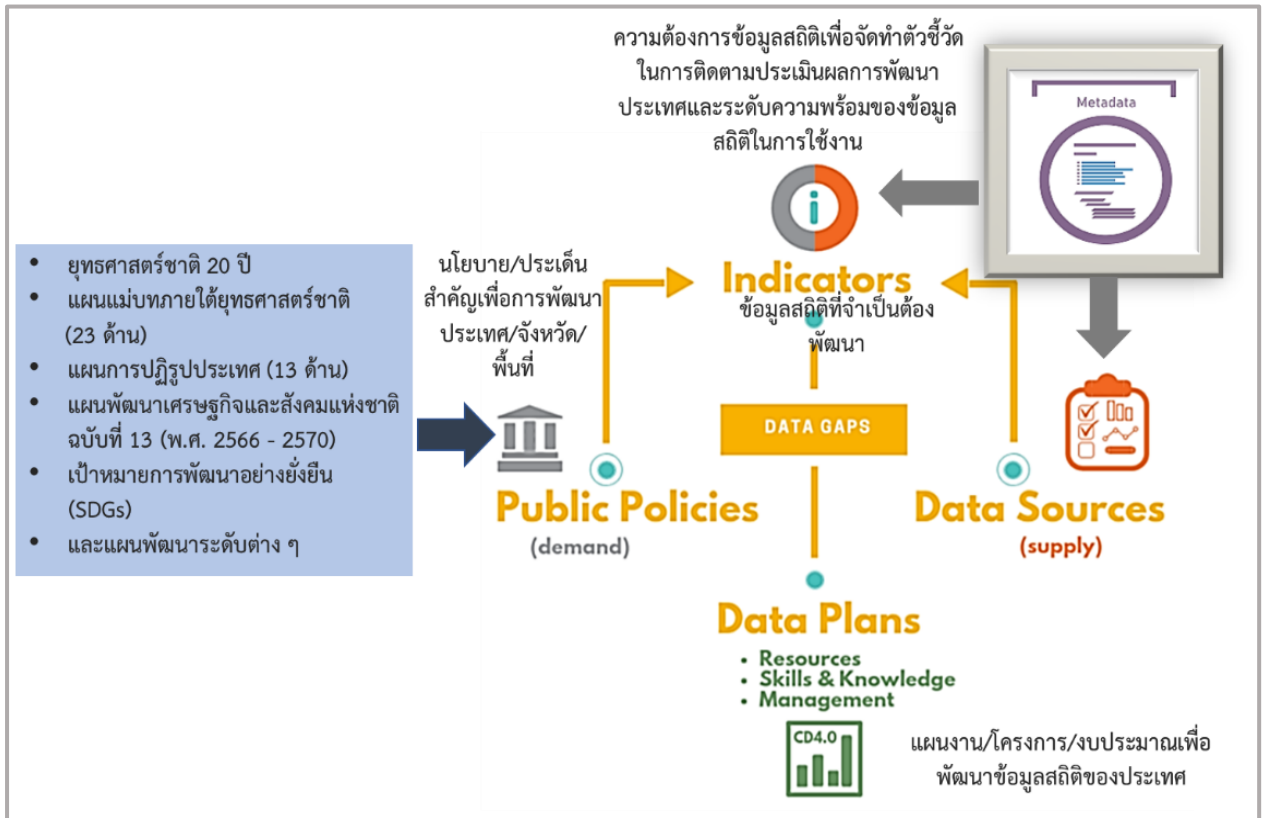 ความต้องการข้อมูลสถิติเพื่อจัดทำตัวชี้วัด
ในการติดตามประเมินผลการพัฒนา
ประเทศและระดับความพร้อมของข้อมูล
สถิติในการใช้งาน
Metadata
i
• ยุทธศาสตร์ชาติ 20 ปี
• แผนแม่บทภายใต้ยุทธศาสตร์ชาติ
(23 ด้าน)
• แผนการปฏิรูปประเทศ (13 ด้าน)
• แผนพัฒนาเศรษฐกิจและสังคมแห่งชาติ
ฉบับที่ 13 (พ.ศ. 2566 - 2570)
• เป้าหมายการพัฒนาอย่างยั่งยืน
(SDGs)
• และแผนพัฒนาระดับต่าง ๆ
นโยบาย/ประเด็น
สำคัญเพื่อการพัฒนา
ประเทศ/จังหวัด/
พื้นที่
Indicators
ข้อมูลสถิติที่จำเป็นต้อง
พัฒนา
DATA GAPS
Public Policies
(demand)
Data Sources
(supply)
Data Plans
• Resources
• Skills & Knowledge
• Management
CD4.0
แผนงาน/โครงการ/งบประมาณเพื่อ
พัฒนาข้อมูลสถิติของประเทศ